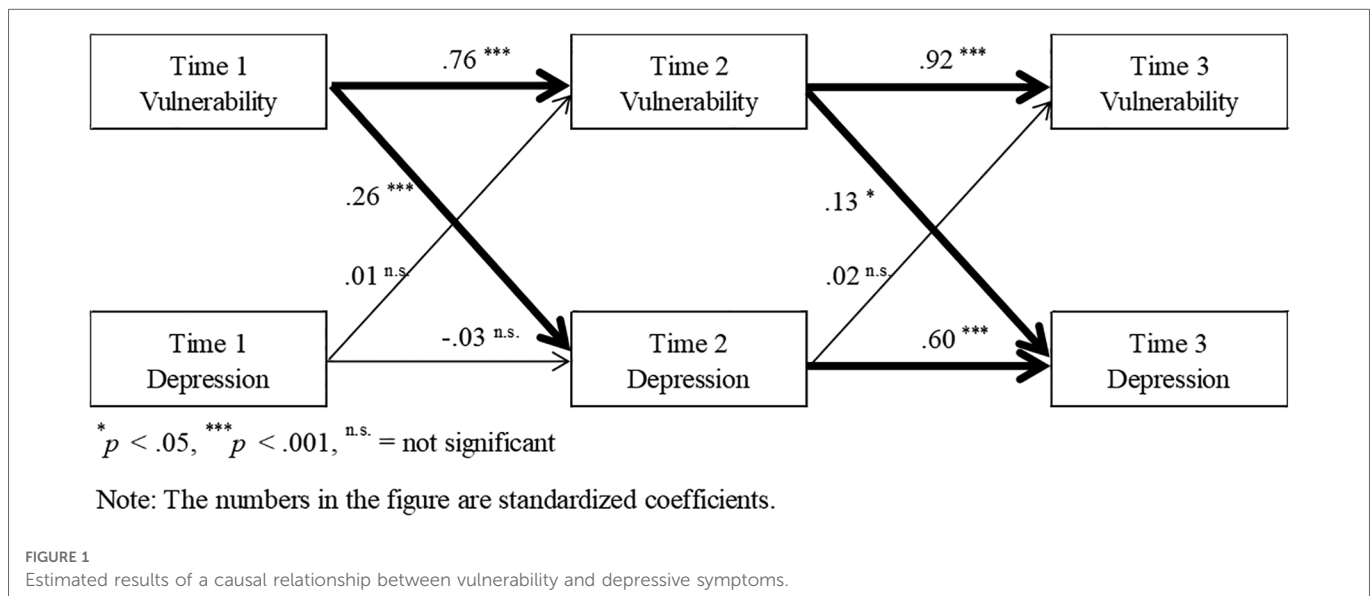 Time 1
Vulnerability
.76 ***
Time 2
Vulnerability
.92 ***
Time 3
Vulnerability
.26 ***
.13 *
.01 n.s.
.02 n.s.
Time 1
Depression
-.03 n.s.
Time 2
Depression
.60 ***
Time 3
Depression
*p < .05, ***p < .001, n.s. = not significant
Note: The numbers in the figure are standardized coefficients.
FIGURE 1
Estimated results of a causal relationship between vulnerability and depressive symptoms.